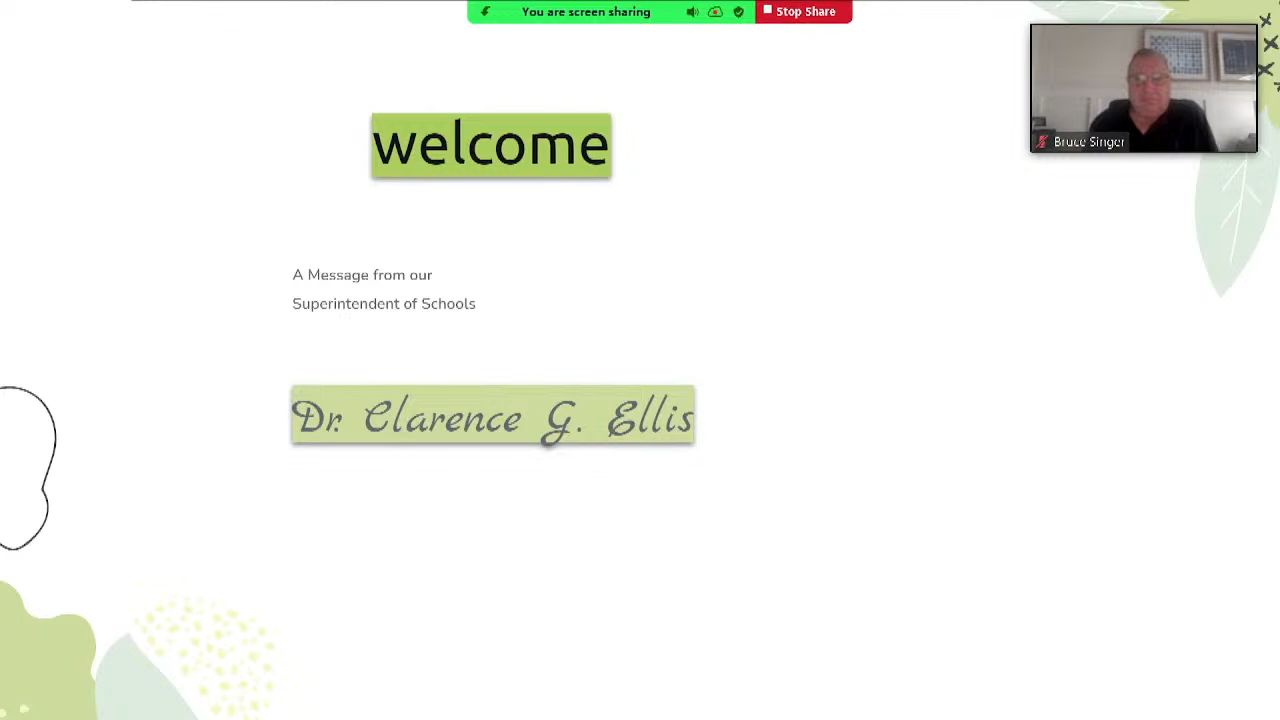 You are screen sharing
Stop Share
welcome
Bruce Singer
A Message from our
Superintendent of Schools
Dr. Clarence G. Ellis